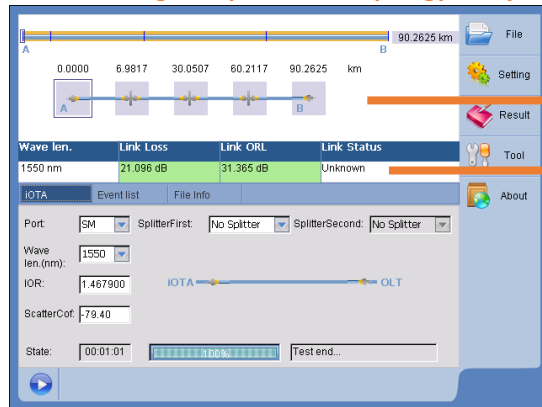 90.2625 km
File
A
B
0.0000 6.9817 30.0507 60.2117 90.2625 km
Setting
A
B
Result
Wave len. Link Loss Link ORL Link Status
Tool
1550 nm 21.096 dB 31.365 dB Unknown
iOTA Event list File Info
About
Port: SM SplitterFirst: No Splitter SplitterSecond: No Splitter
Wave
len.(nm): 1550
IOR: 1.467900 iOTA OLT
ScatterCof: -79.40
State: 00:01:01 100% Test end...